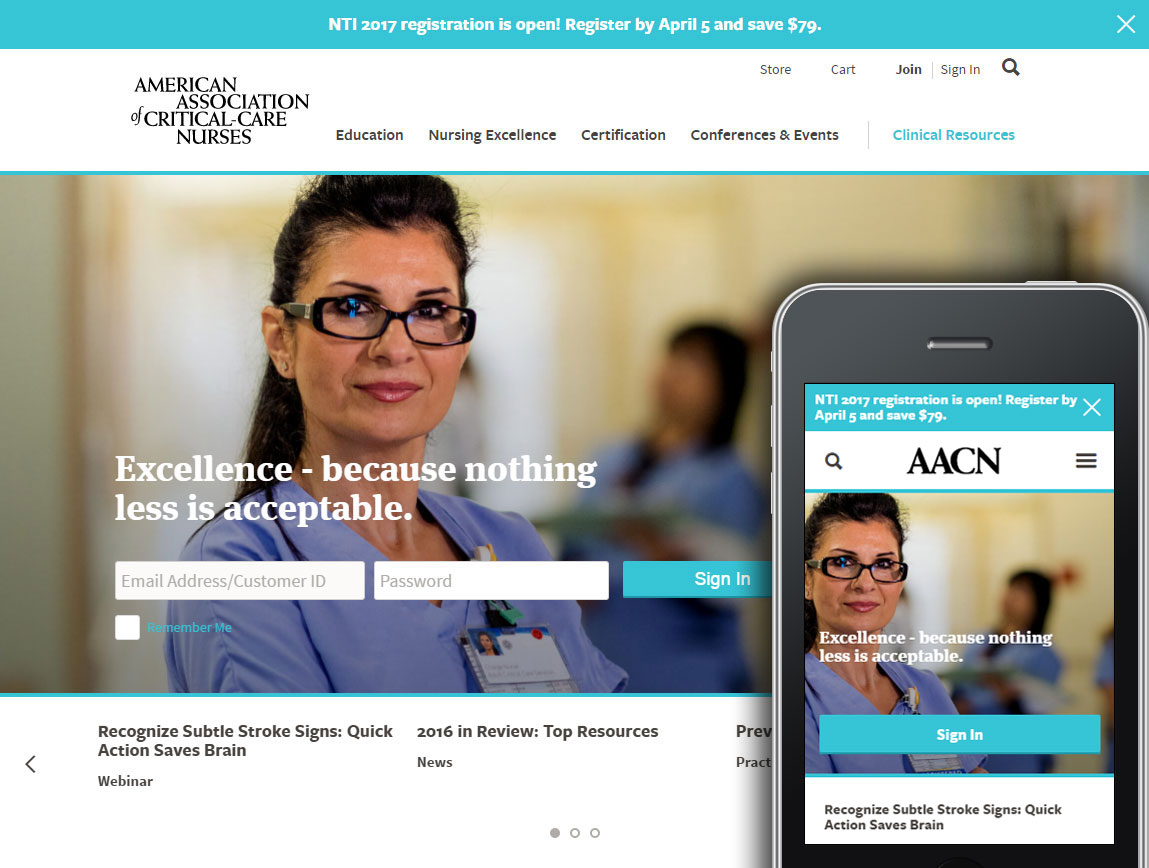 NTI 2017 registration is open! Register by April 5 and save $79.
Store Cart Join Sign In
AMERICAN
ASSOCIATION
of CRITICAL-CARE
NURSES
Education Nursing Excellence Certification Conferences & Events Clinical Resources
Excellence - because nothing
less is acceptable.
Email Address/Customer ID Password Sign In
Remember Me
Recognize Subtle Stroke Signs: Quick
Action Saves Brain
Webinar
2016 in Review: Top Resources
News
Prev
Pract
NTI 2017 registration is open! Register by
April 5 and save $79.
AACN
Excellence - because nothing
less is acceptable.
Sign In
Recognize Subtle Stroke Signs: Quick
Action Saves Brain